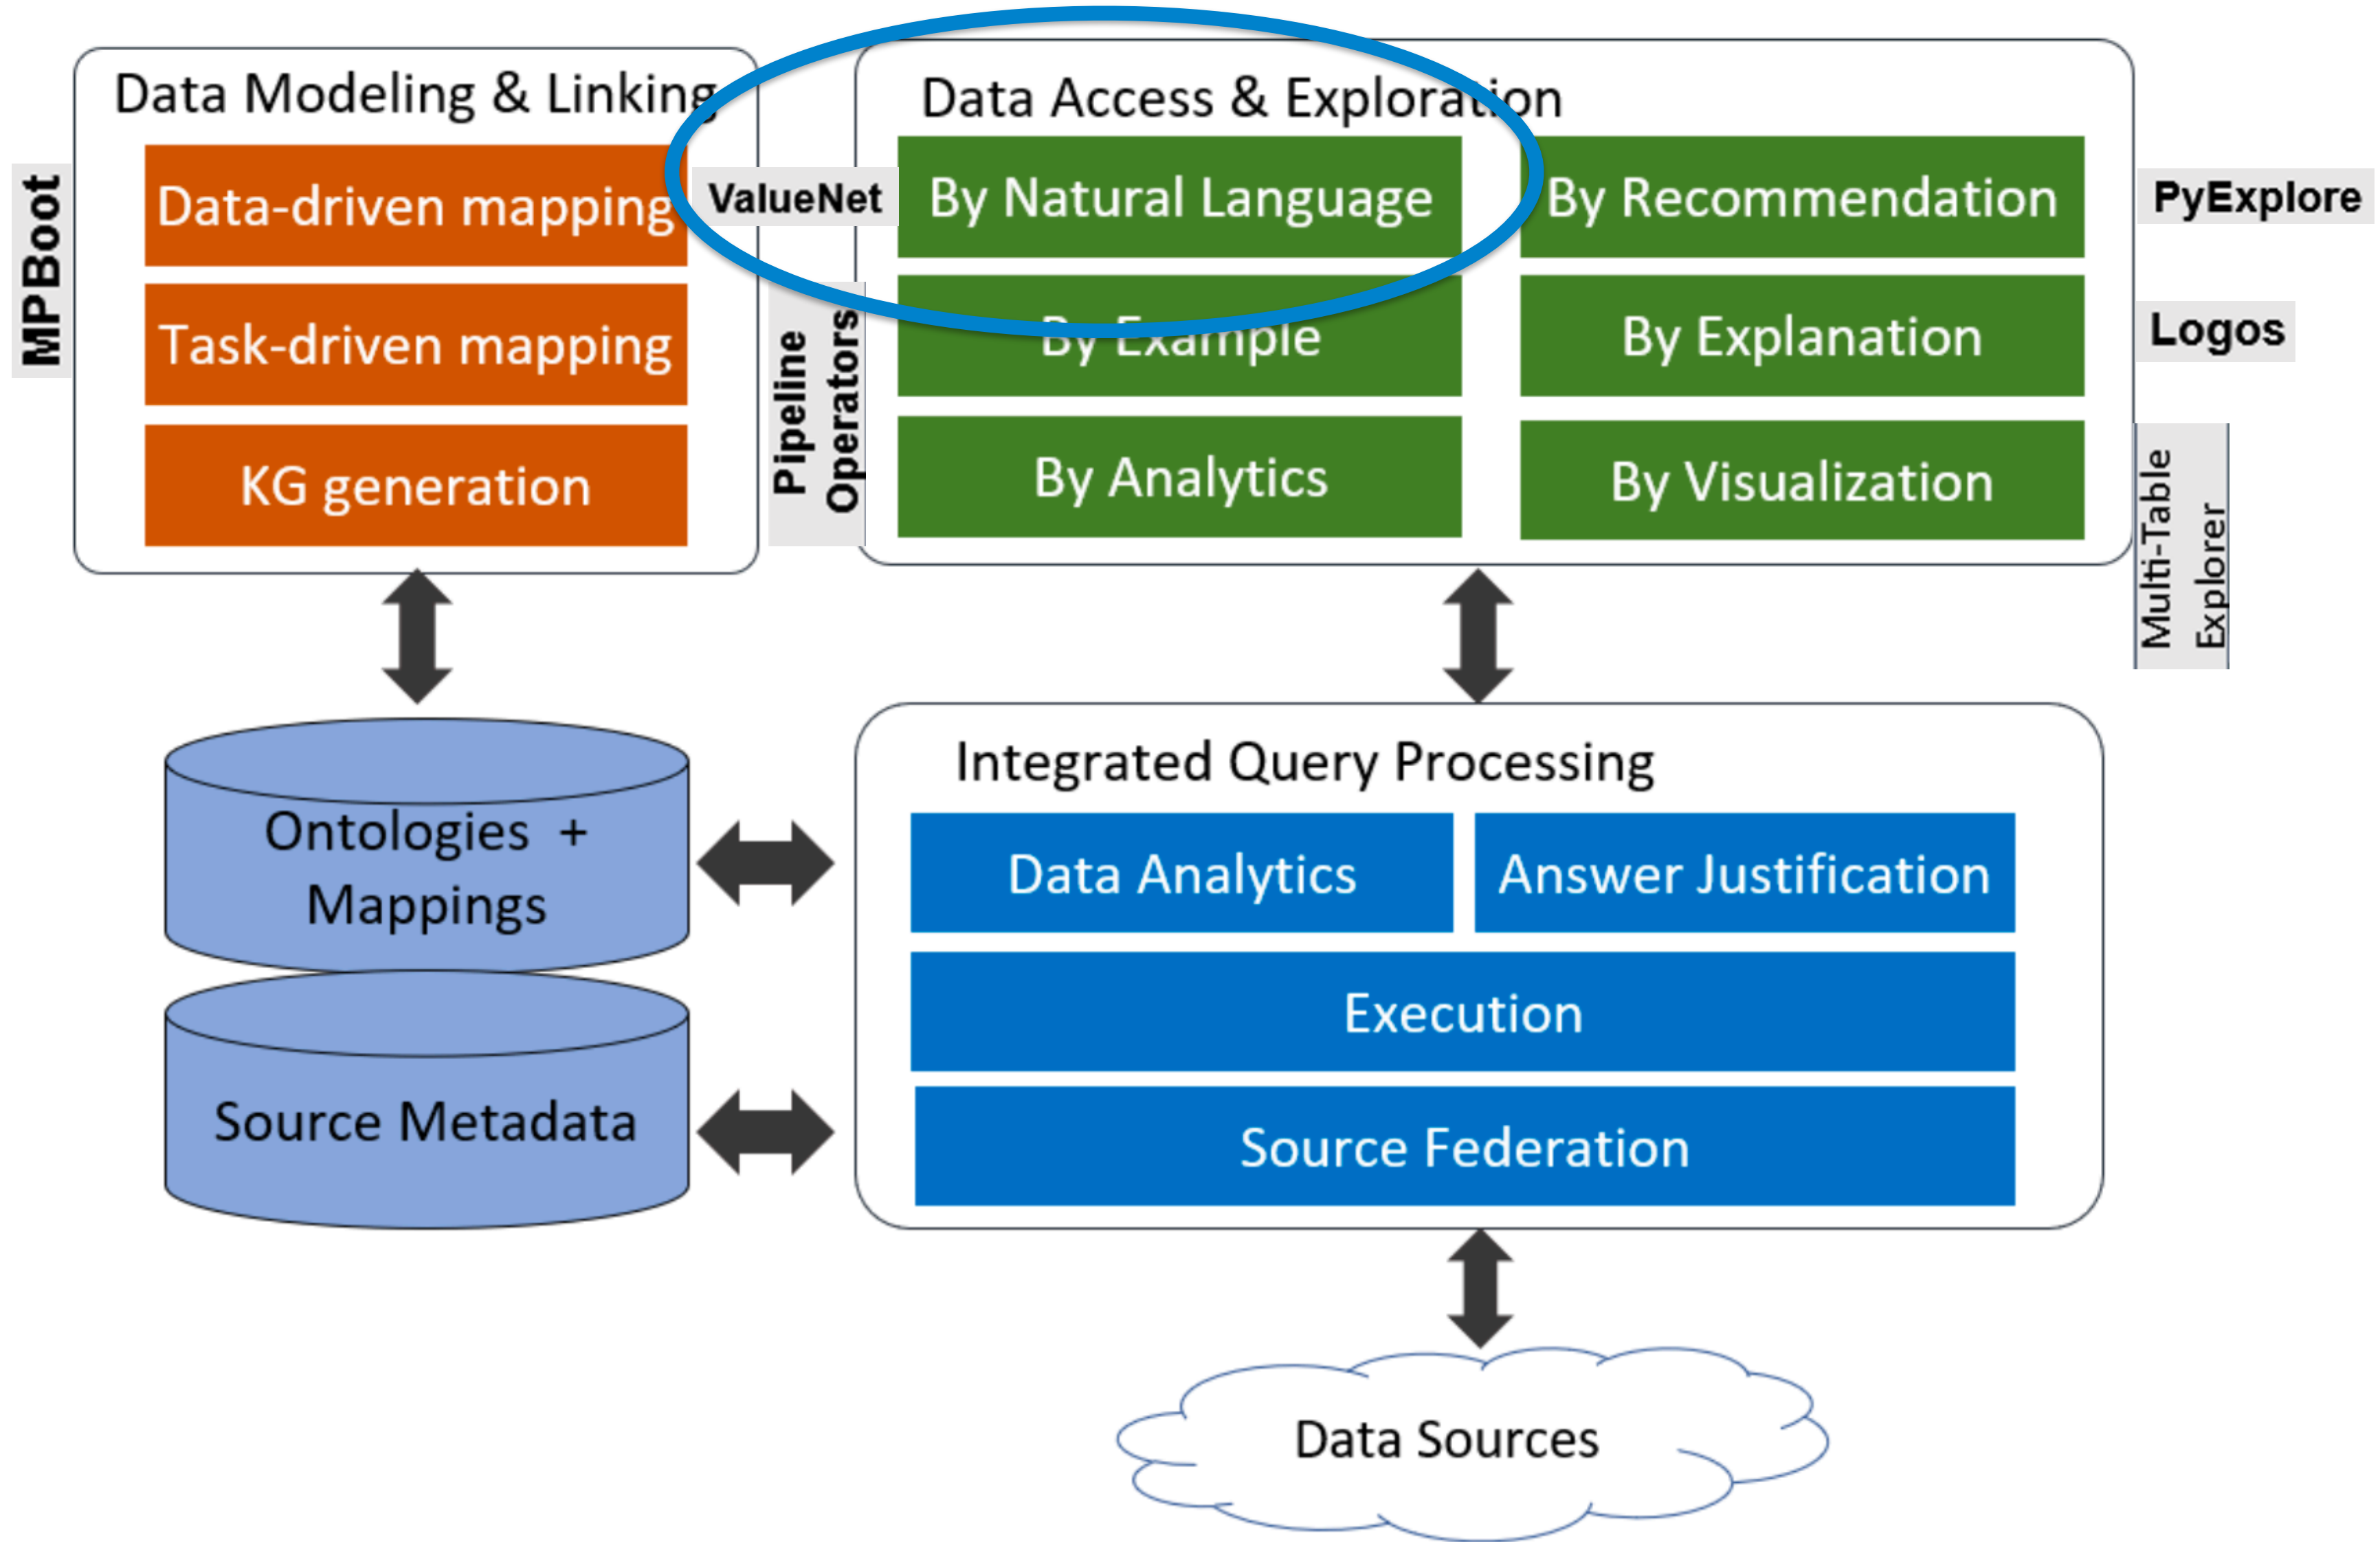 Data Modeling & Linking
MPBoot
Data-driven mapping
Task-driven mapping
KG generation
Data Access & Exploration
ValueNet
By Natural Language
By Recommendation
PyExplore
Pipeline
Operators
By Example
By Explanation
Logos
By Analytics
By Visualization
Multi-Table
Explorer
Ontologies +
Mappings
Source Metadata
Integrated Query Processing
Data Analytics
Answer Justification
Execution
Source Federation
Data Sources